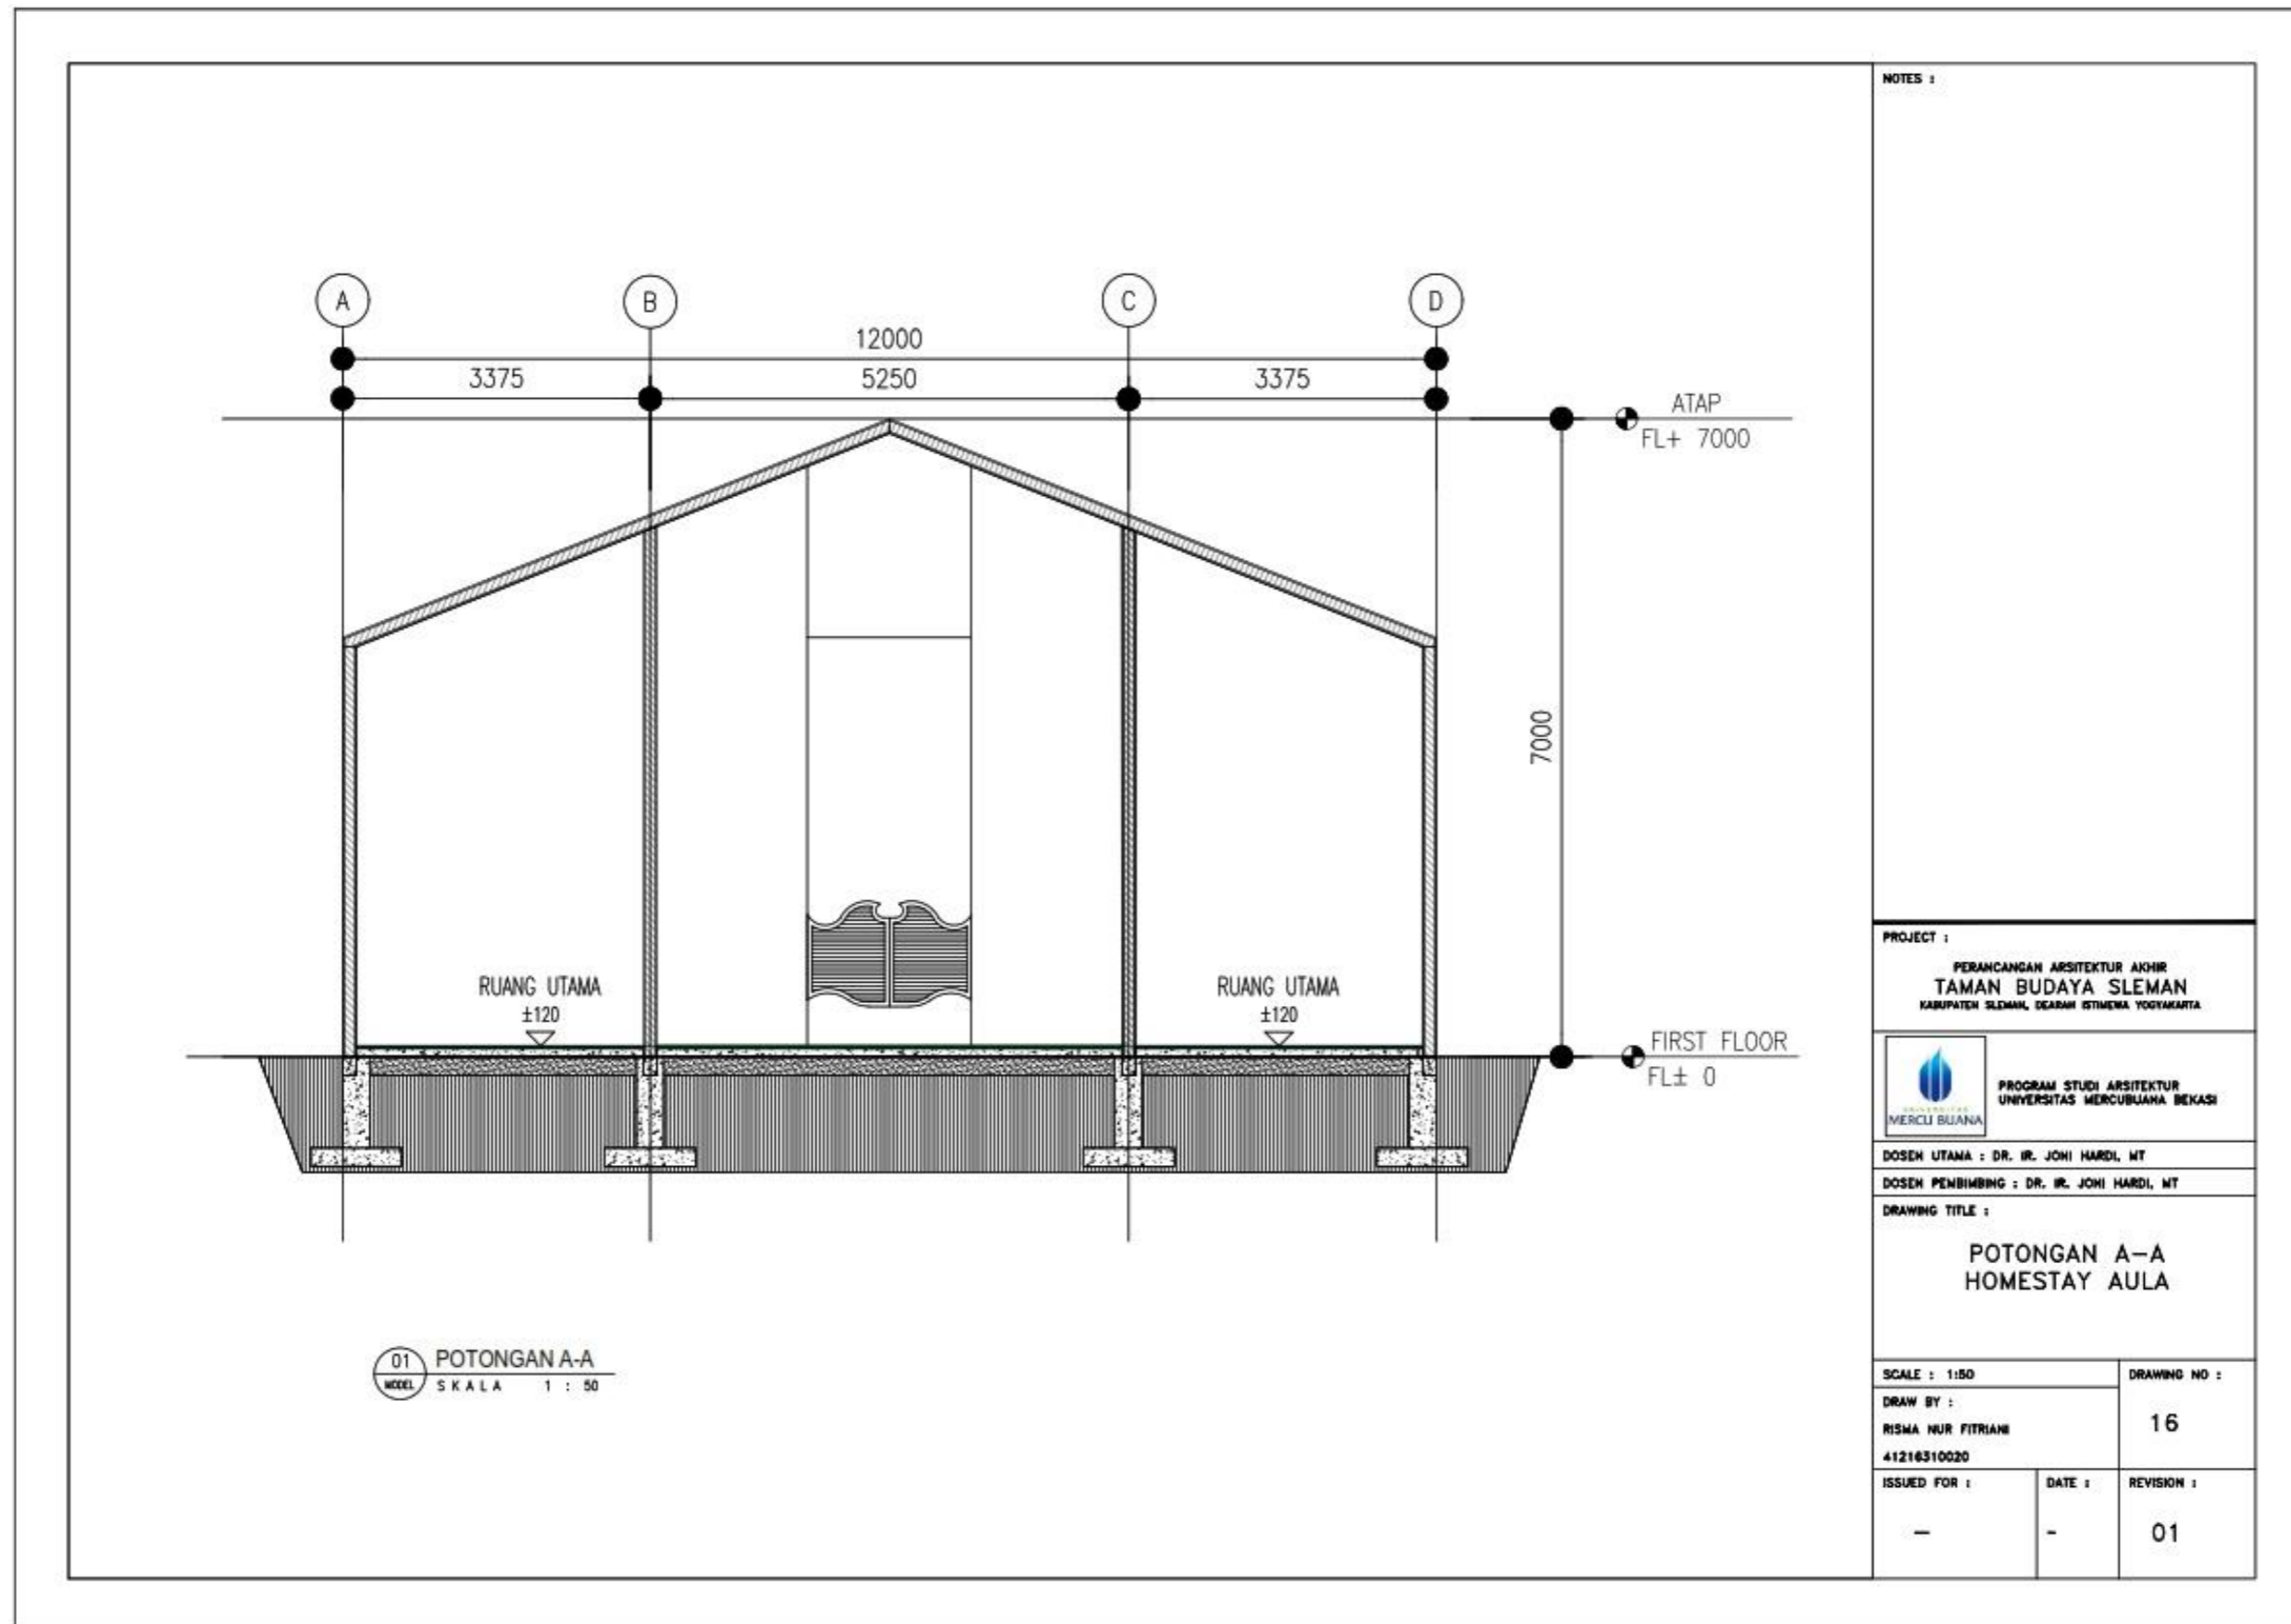 A
B
C
D
12000
3375
5250
3375
ATAP
FL+ 7000
7000
RUANG UTAMA
±120
RUANG UTAMA
±120
FIRST FLOOR
FL± 0
01
MODEL
POTONGAN A-A
SKALA 1 : 50
NOTES :
PROJECT :
PERANCANGAN ARSITEKTUR AKHIR
TAMAN BUDAYA SLEMAN
KABUPATEN SLEMAN, DEARAH ISTIMEWA YOGYAKARTA
UNIVERSITAS
MERCU BUANA
PROGRAM STUDI ARSITEKTUR
UNIVERSITAS MERCUBUANA BEKASI
DOSEN UTAMA : DR. IR. JONI HARDI, MT
DOSEN PEMBIMBING : DR. IR. JONI HARDI, MT
DRAWING TITLE :
POTONGAN A-A
HOMESTAY AULA
SCALE : 1:50
DRAWING NO :
DRAW BY :
RISMA NUR FITRIANI
41216310020
16
ISSUED FOR :
DATE :
REVISION :
–
-
01